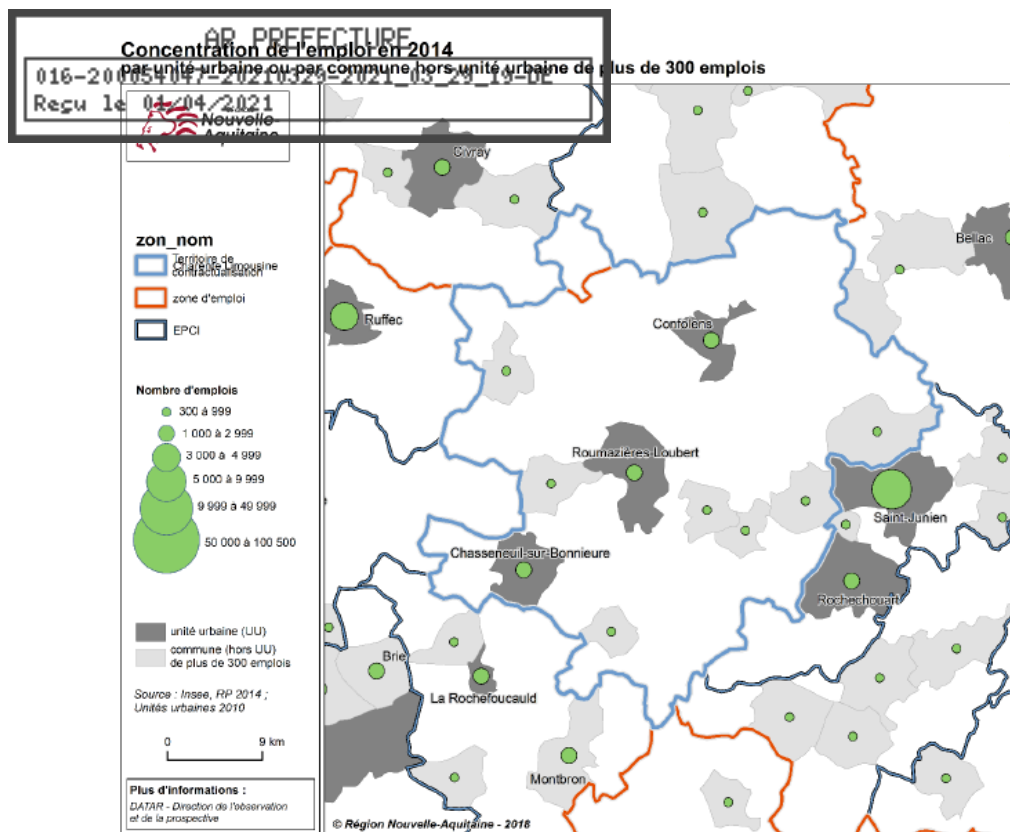 AR PREFECTURE
Concentration de l'emploi en 2014
par unité urbaine ou par commune hors unité urbaine de plus de 300 emplois
016-200054047-20210329-2021_03_29_19-DE
Reçu le 01/04/2021
Nouvelle-
Aquitaine
zon_nom
Territoire de
contractualisation
Charente Limousine
zone d'emploi
EPCI
Nombre d'emplois
300 à 999
1 000 à 2 999
3 000 à 4 999
5 000 à 9 999
9 999 à 49 999
50 000 à 100 500
unité urbaine (UU)
commune (hors UU)
de plus de 300 emplois
Source : Insee, RP 2014 ;
Unités urbaines 2010
0 9 km
Plus d'informations :
DATAR - Direction de l'observation
et de la prospective
Civray
Bellac
Ruffec
Confolens
Roumazières-Loubert
Saint-Junien
Chasseneuil-sur-Bonnieure
Rochechouart
Brie
La Rochefoucauld
Montbron
© Région Nouvelle-Aquitaine - 2018